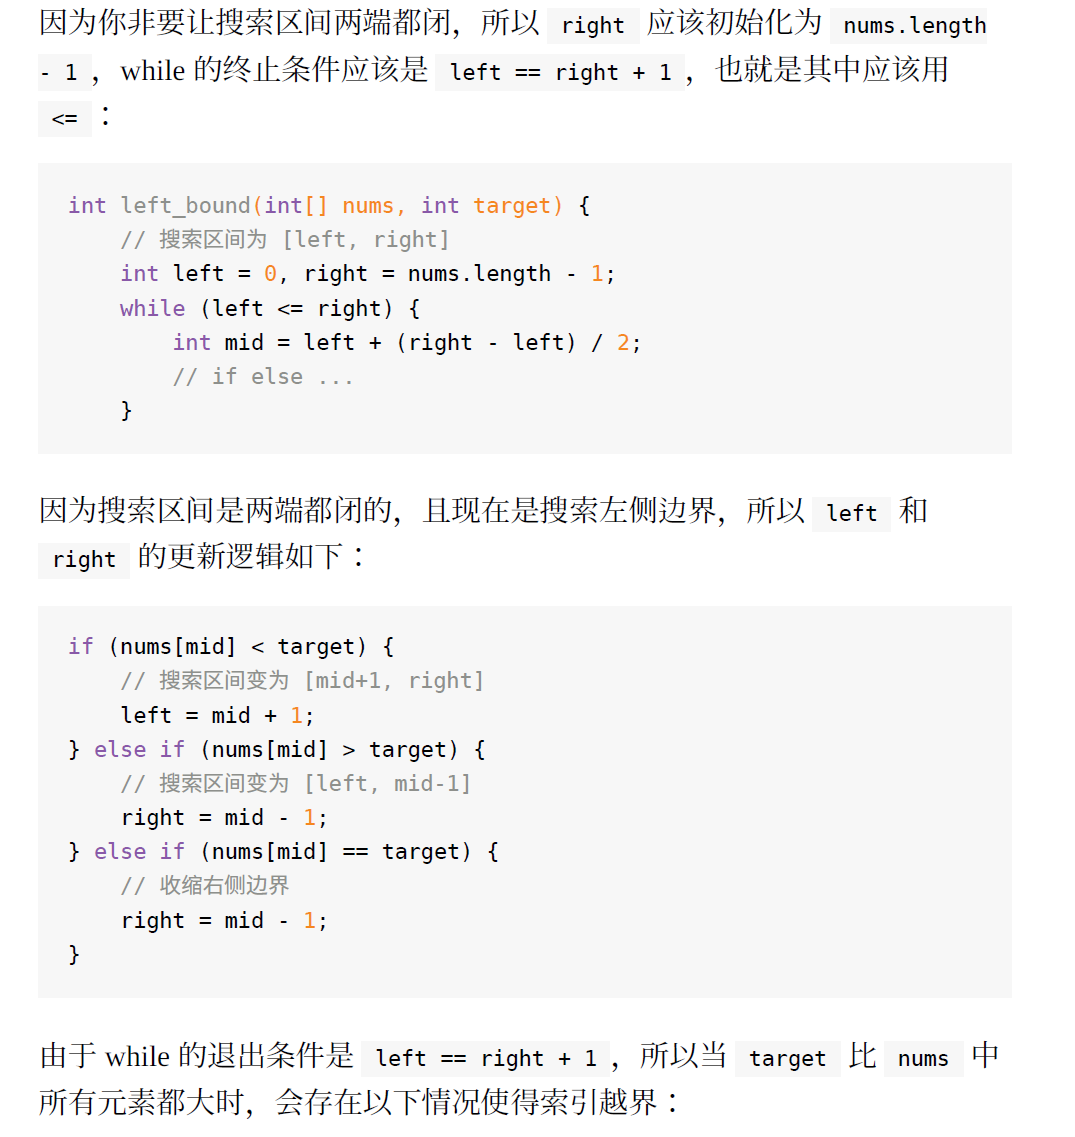 因为你非要让搜索区间两端都闭，所以 right 应该初始化为 nums.length
- 1 ，while 的终止条件应该是 left == right + 1 ，也就是其中应该用
<= ：
int left_bound(int[] nums, int target) {
    // 搜索区间为 [left, right]
    int left = 0, right = nums.length - 1;
    while (left <= right) {
        int mid = left + (right - left) / 2;
        // if else ...
    }
因为搜索区间是两端都闭的，且现在是搜索左侧边界，所以 left 和
right 的更新逻辑如下：
if (nums[mid] < target) {
    // 搜索区间变为 [mid+1, right]
    left = mid + 1;
} else if (nums[mid] > target) {
    // 搜索区间变为 [left, mid-1]
    right = mid - 1;
} else if (nums[mid] == target) {
    // 收缩右侧边界
    right = mid - 1;
}
由于 while 的退出条件是 left == right + 1 ，所以当 target 比 nums 中
所有元素都大时，会存在以下情况使得索引越界：